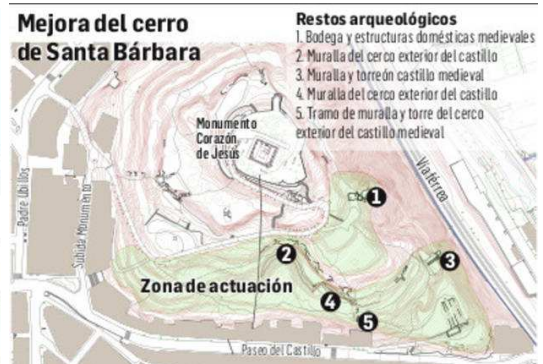 Mejora del cerro
de Santa Bárbara
Restos arqueológicos
1. Bodega y estructuras domésticas medievales
2. Muralla del cerco exterior del castillo
3. Muralla y torreón castillo medieval
4. Muralla del cerco exterior del castillo
5. Tramo de muralla y torre del cerco
exterior del castillo medieval
Monumento
Corazón
de Jesús
Vía férrea
Padre Ubillos
Subida Monumento
1
2
3
Zona de actuación
4
5
Paseo del Castillo